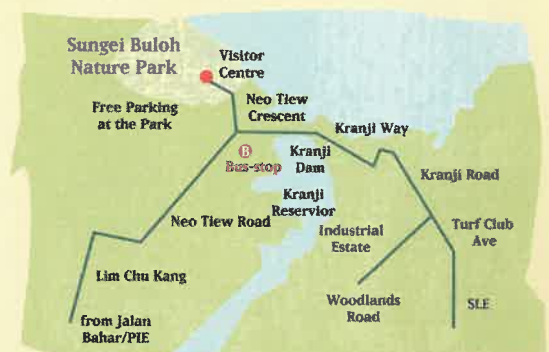 Sungei Buloh
Nature Park
Visitor
Centre
Free Parking
at the Park
Neo Tiew
Crescent
Kranji Way
B
Bus-stop
Kranji
Dam
Kranji Road
Kranji
Reservior
Neo Tiew Road
Industrial
Estate
Turf Club
Ave
Lim Chu Kang
Woodlands
Road
SLE
from Jalan
Bahar/PIE